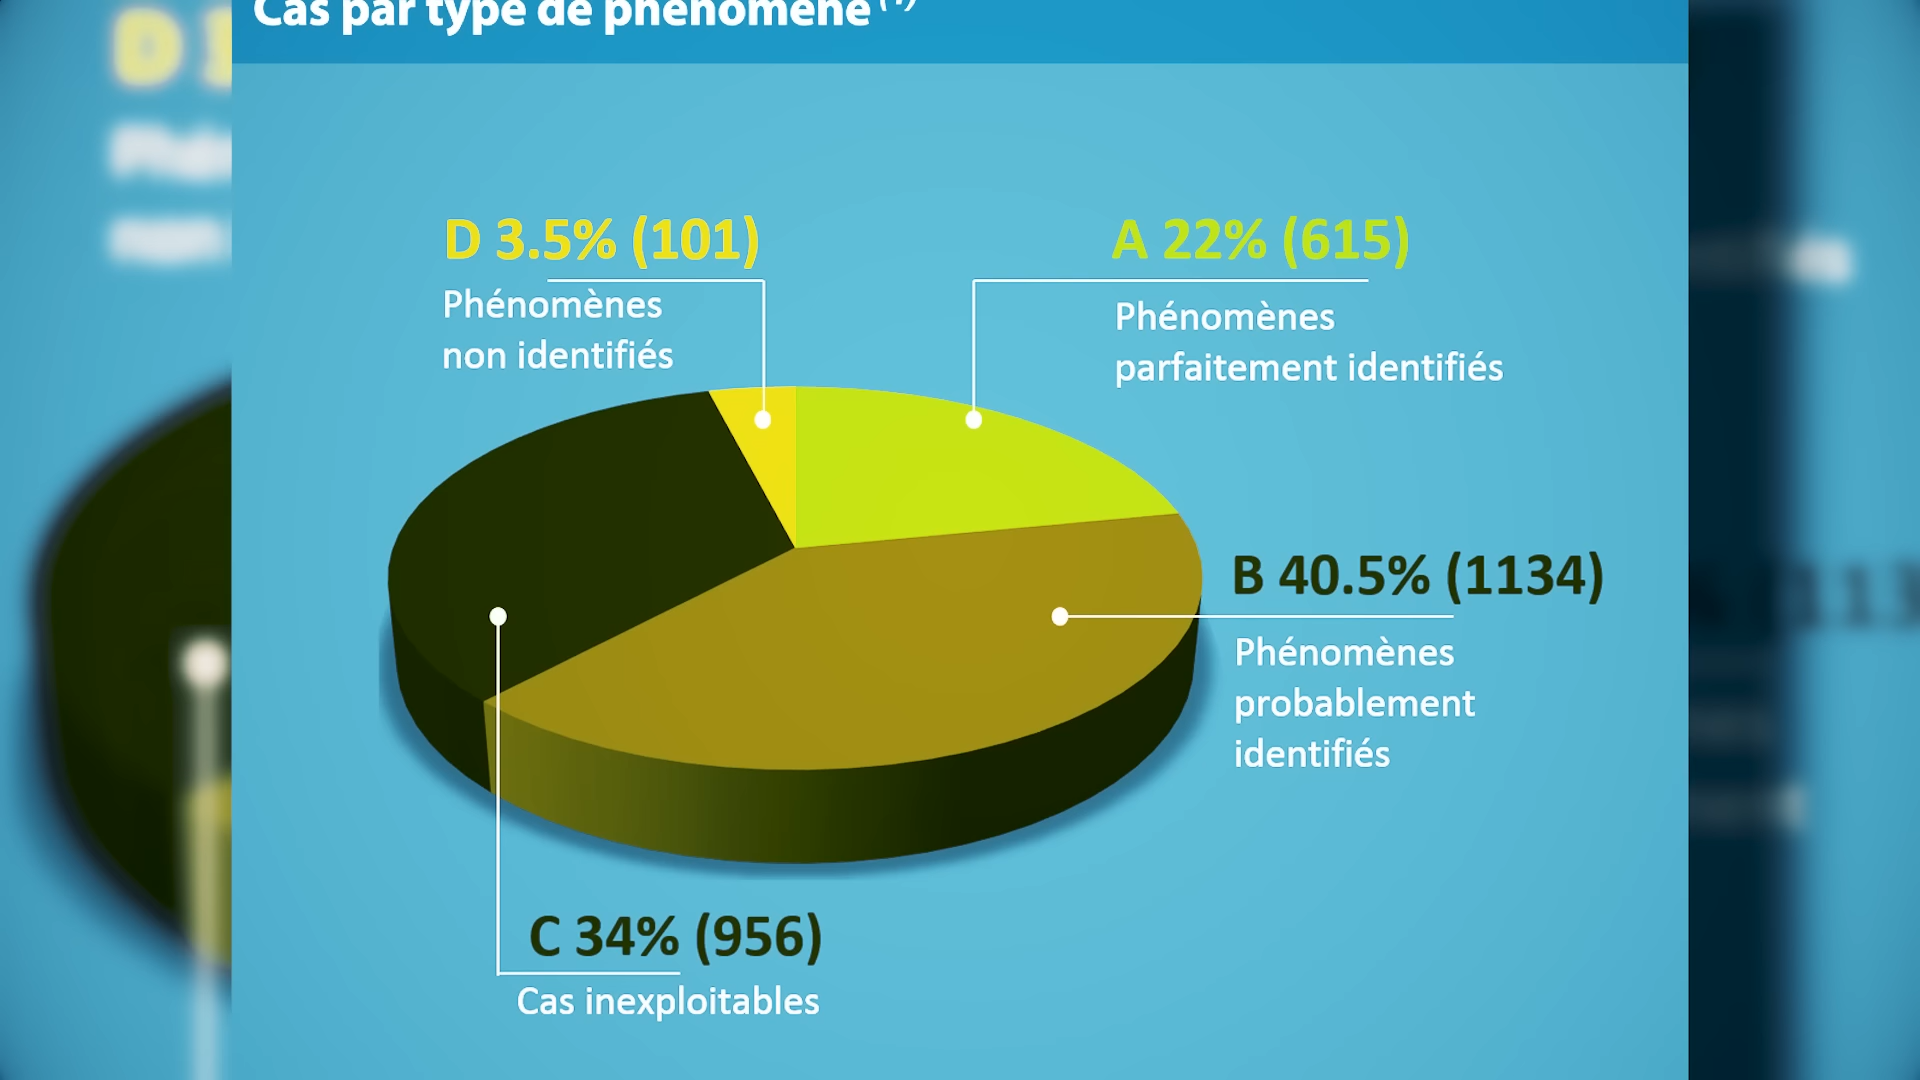 Cas par type de phénomène
D 3.5% (101)
Phénomènes
non identifiés
A 22% (615)
Phénomènes
parfaitement identifiés
B 40.5% (1134)
Phénomènes
probablement
identifiés
C 34% (956)
Cas inexploitables